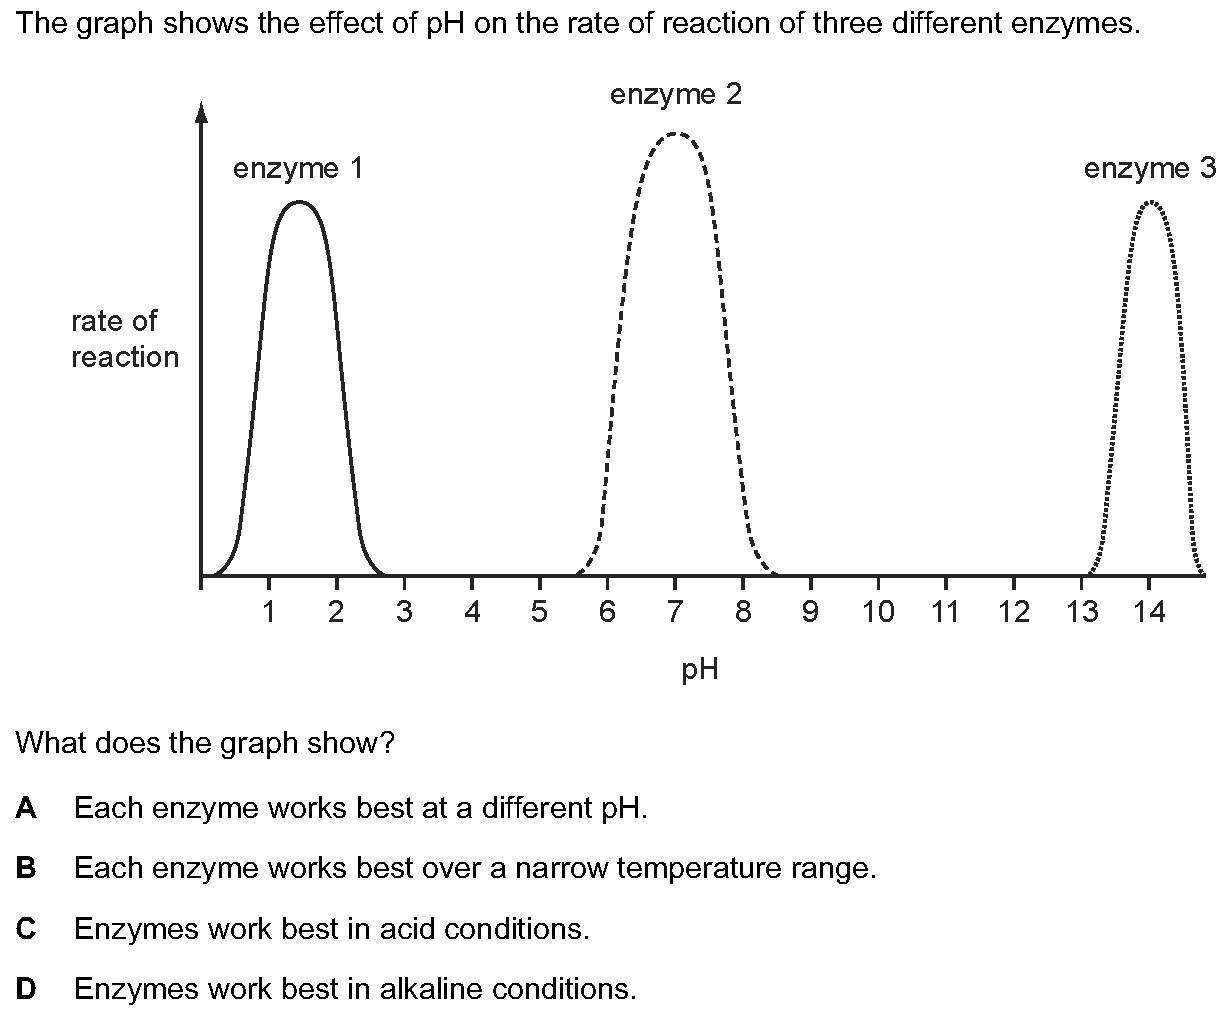 The graph shows the effect of pH on the rate of reaction of three different enzymes.
enzyme 2
enzyme 1
enzyme 3
rate of
reaction
1 2 3 4 5 6 7 8 9 10 11 12 13 14
pH
What does the graph show?
A Each enzyme works best at a different pH.
B Each enzyme works best over a narrow temperature range.
C Enzymes work best in acid conditions.
D Enzymes work best in alkaline conditions.